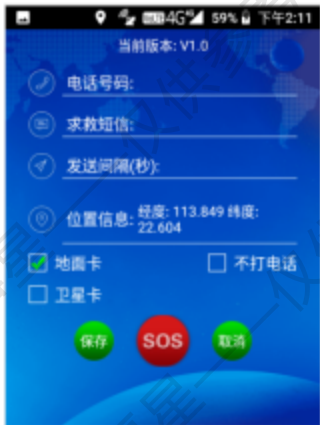 4G 59% 下午2:11
当前版本: V1.0
电话号码:
求救短信:
发送间隔(秒):
位置信息: 经度: 113.849 纬度:
22.604
地面卡 不打电话
卫星卡
保存 SOS 取消